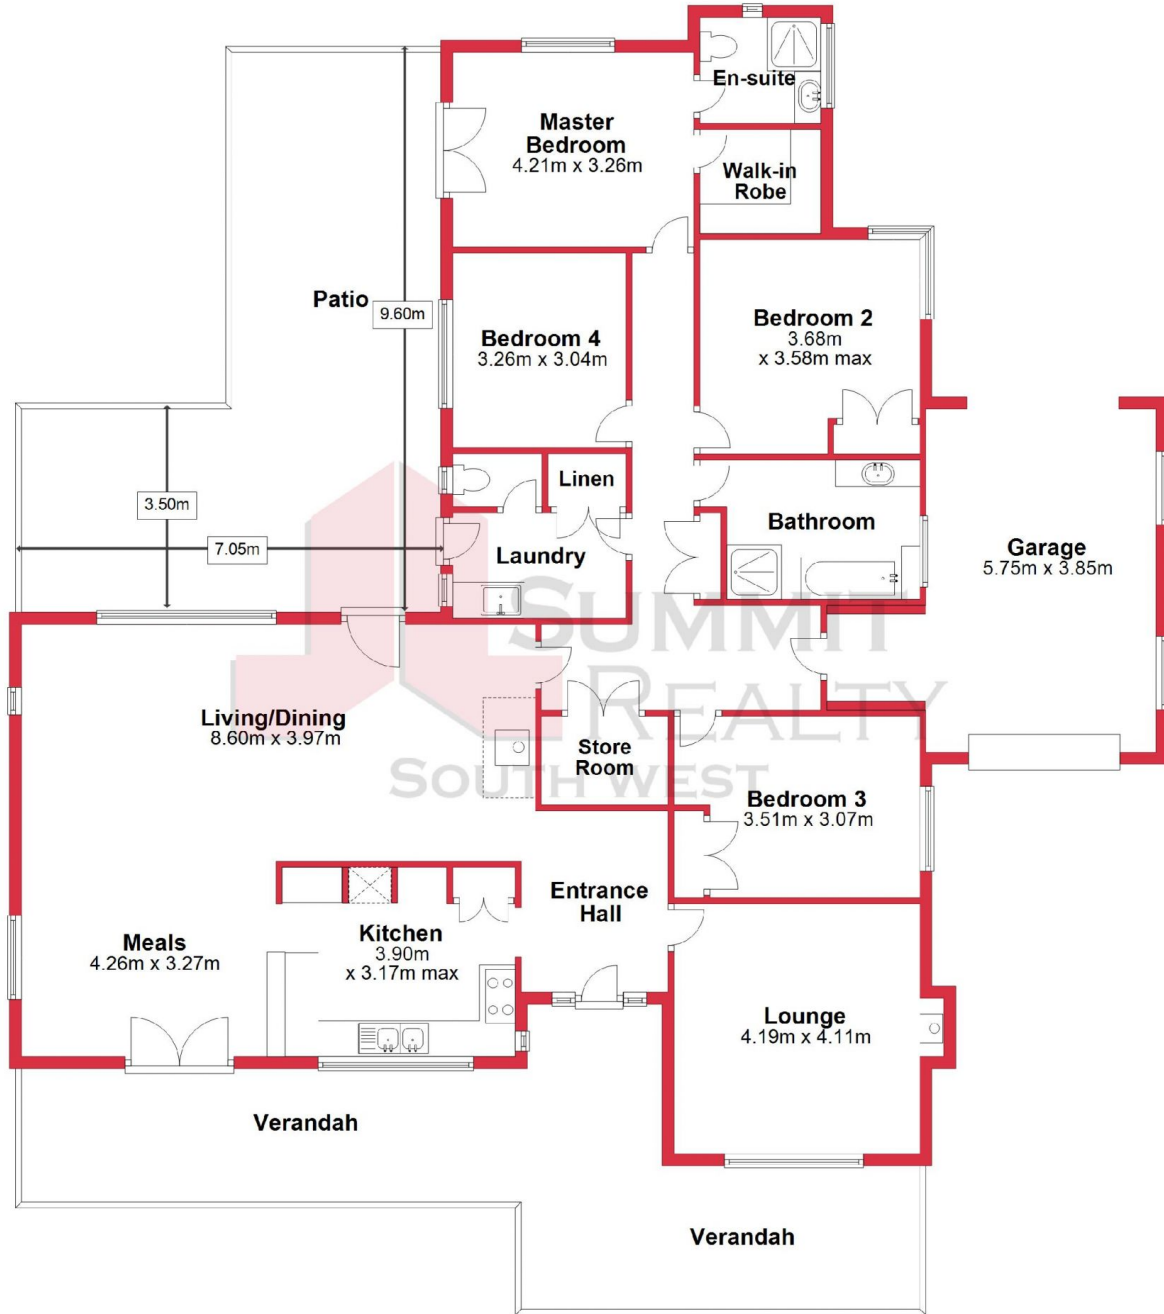 En-suite
Master
Bedroom
4.21m x 3.26m
Walk-in
Robe
Patio
9.60m
Bedroom 4
3.26m x 3.04m
Bedroom 2
3.68m
x 3.58m max
3.50m
7.05m
Linen
Laundry
Bathroom
Garage
5.75m x 3.85m
SUMMIT
REALTY
SOUTH WEST
Living/Dining
8.60m x 3.97m
Store
Room
Bedroom 3
3.51m x 3.07m
Entrance
Hall
Meals
4.26m x 3.27m
Kitchen
3.90m
x 3.17m max
Lounge
4.19m x 4.11m
Verandah
Verandah